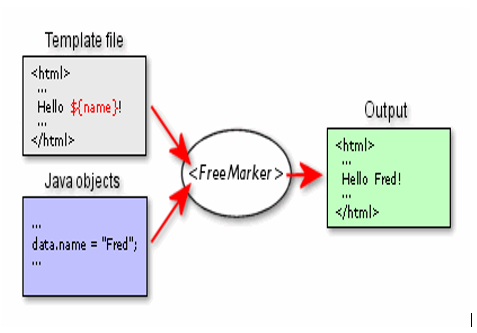 Template file
<html>
...
Hello ${name}!
...
</html>
Java objects
...
data.name = "Fred";
...
<FreeMarker>
Output
<html>
...
Hello Fred!
...
</html>